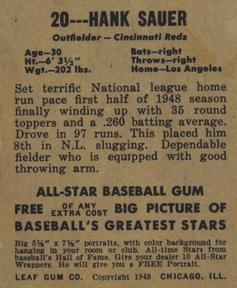 20---HANK SAUER
Outfielder — Cincinnati Reds
Age—30 Bats—right
Ht.—6' 3½" Throws—right
Wgt.—202 lbs. Home—Los Angeles
Set terrific National league home
run pace first half of 1948 season
finally winding up with 35 round
toppers and a .260 batting average.
Drove in 97 runs. This placed him
8th in N.L. slugging. Dependable
fielder who is equipped with good
throwing arm.
ALL-STAR BASEBALL GUM
FREE OF ANY EXTRA COST BIG PICTURE OF
BASEBALL'S GREATEST STARS
Big 5½" x 7½" portraits, with color background for
hanging in your room or club. All-time Stars from
baseball's Hall of Fame. Give your dealer 10 All-Star
Wrappers. He will give you a FREE Portrait.
LEAF GUM CO. Copyright 1949 CHICAGO, ILL.